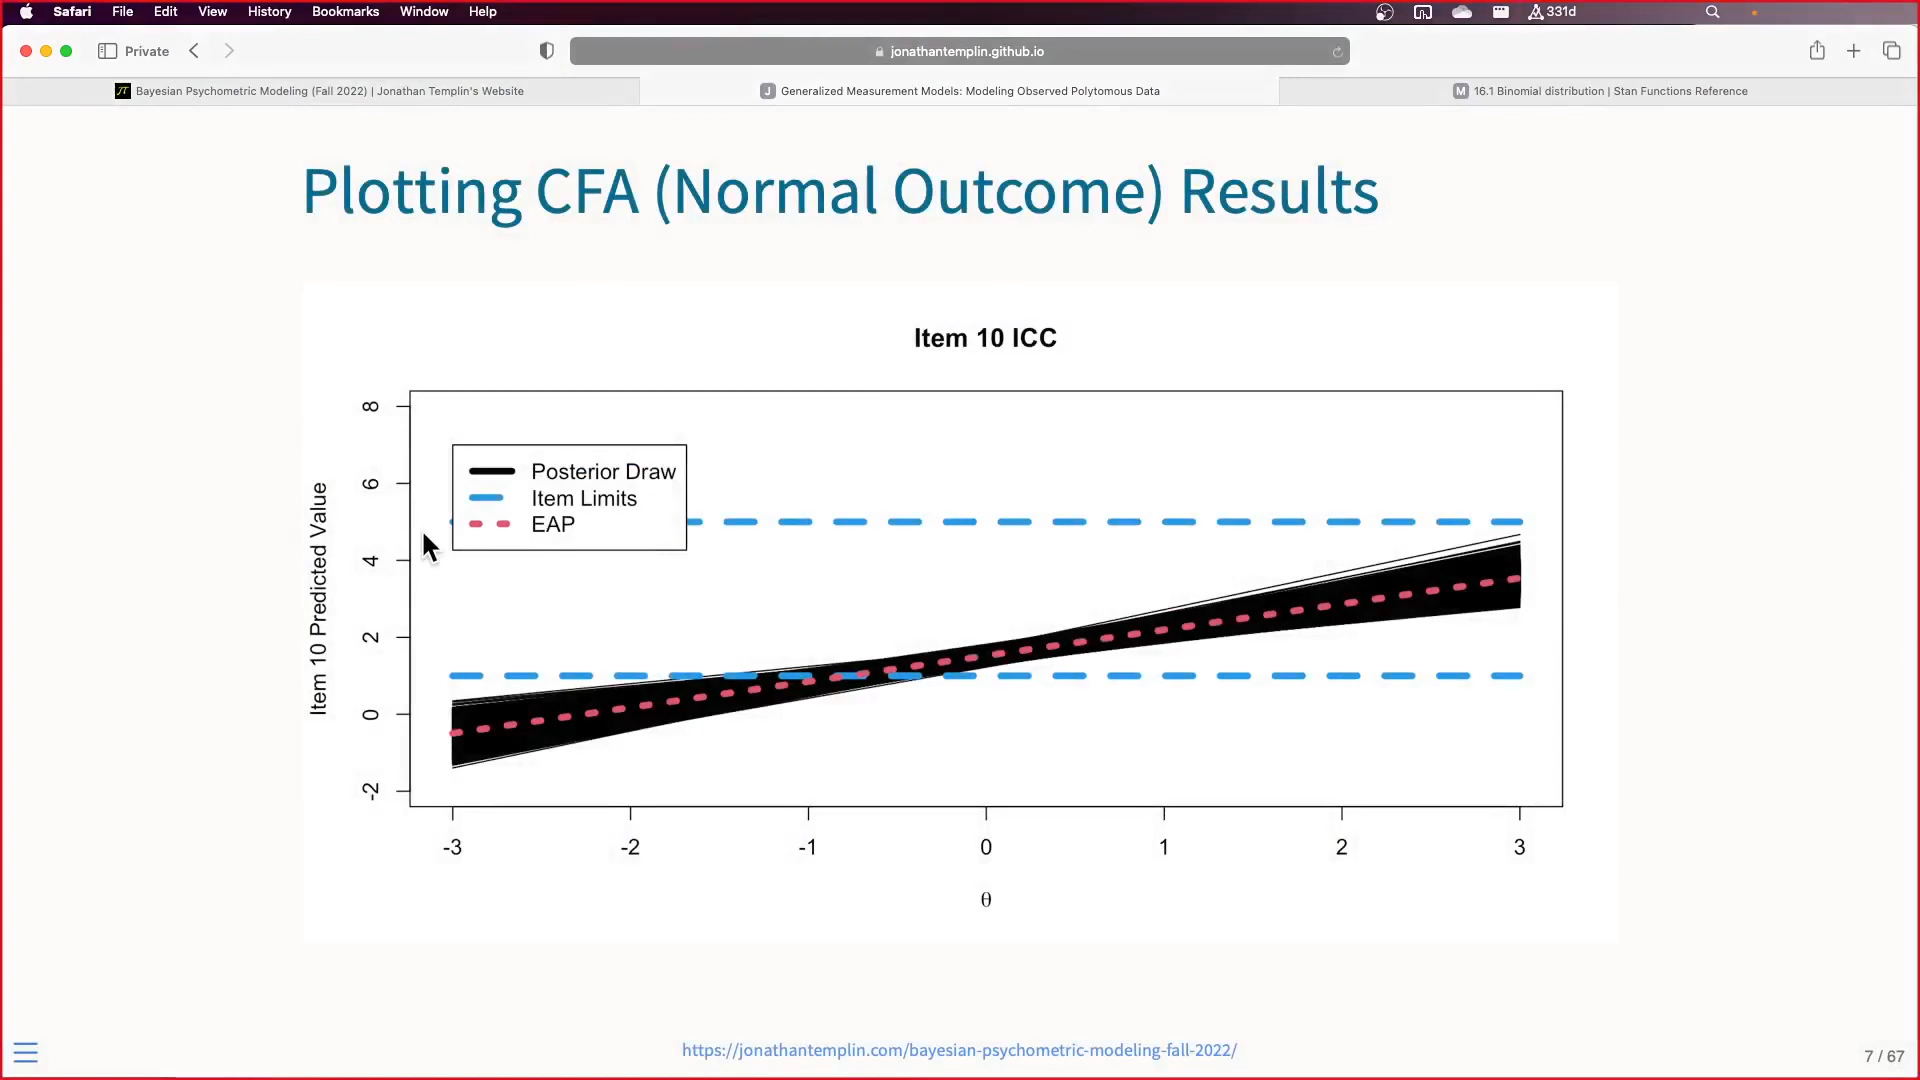 Safari File Edit View History Bookmarks Window Help 331d
Private jonathantemplin.github.io
Bayesian Psychometric Modeling (Fall 2022) | Jonathan Templin's Website J Generalized Measurement Models: Modeling Observed Polytomous Data M 16.1 Binomial distribution | Stan Functions Reference
Plotting CFA (Normal Outcome) Results
Item 10 ICC
Item 10 Predicted Value
8
6
4
2
0
-2
Posterior Draw
Item Limits
EAP
-3 -2 -1 0 1 2 3
θ
https://jonathantemplin.com/bayesian-psychometric-modeling-fall-2022/
7 / 67